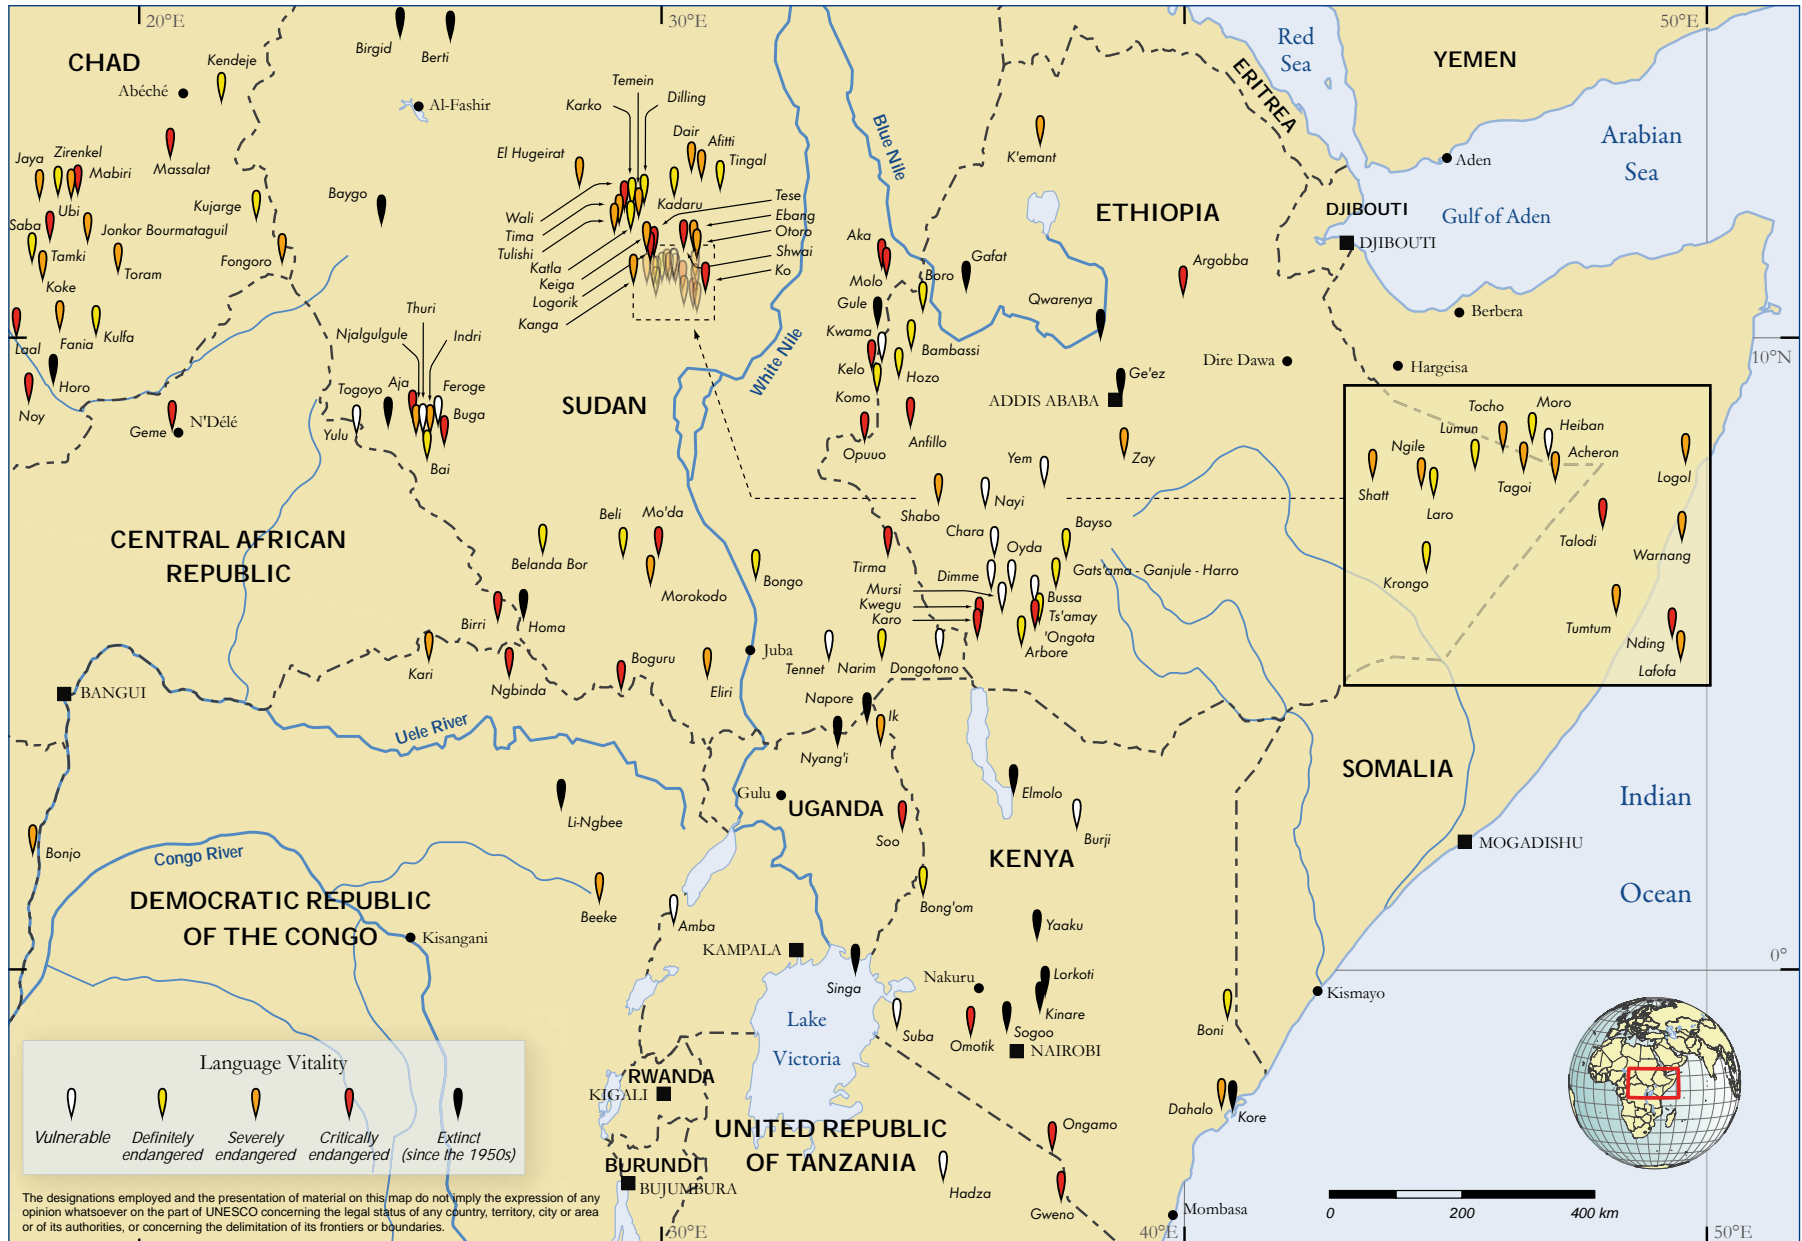 20°E
30°E
50°E
CHAD
Kendeje
Abéché
Birgid
Berti
Al-Fashir
Temein
Karko
Dilling
Red
Sea
YEMEN
ERITREA
Arabian
Sea
Aden
Gulf of Aden
Blue Nile
K'emant
El Hugeirat
Dair
Afitti
Tingal
Jaya
Zirenkel
Mabiri
Massalat
Ubi
Saba
Tamki
Jonkor Bourmataguil
Koke
Toram
Kujarge
Fongoro
Baygo
Wali
Tima
Tulishi
Katla
Keiga
Logorik
Kanga
Kadaru
Tese
Ebang
Otoro
Shwai
Ko
Aka
Molo
Gule
Kwama
Kelo
Komo
Opuuo
Boro
Gafat
Bambassi
Hozo
Anfillo
Qwarenya
Argobba
ETHIOPIA
DJIBOUTI
DJIBOUTI
Berbera
Hargeisa
Dire Dawa
10°N
Ge'ez
ADDIS ABABA
Zay
Yem
Nayi
Shabo
Laal
Fania
Kulfa
Horo
Noy
Geme
N'Délé
Thuri
Njalgulgule
Indri
Togoyo
Aja
Feroge
Buga
Yulu
Bai
SUDAN
White Nile
Tocho
Moro
Lumun
Heiban
Ngile
Acheron
Shatt
Laro
Tagoi
Logol
Talodi
Warnang
Krongo
Tumtum
Nding
Lafofa
CENTRAL AFRICAN
REPUBLIC
Belanda Bor
Beli
Mo'da
Morokodo
Bongo
Birri
Homa
Kari
Ngbinda
Boguru
Eliri
Juba
Tirma
Chara
Oyda
Bayso
Dimme
Gats'ama - Ganjule - Harro
Mursi
Kwegu
Karo
Bussa
Ts'amay
'Ongota
Arbore
Tennet
Narim
Dongotono
BANGUI
Uele River
Napore
Ik
Nyang'i
Elmolo
Burji
SOMALIA
Indian
Ocean
MOGADISHU
Gulu
UGANDA
Soo
KENYA
Li-Ngbee
Bonjo
Congo River
Beeke
Amba
Bong'om
DEMOCRATIC REPUBLIC
OF THE CONGO
Kisangani
KAMPALA
Singa
Yaaku
Nakuru
Lorkoti
Kinare
Sogoo
Omotik
Suba
NAIROBI
Boni
Kismayo
0°
Lake
Victoria
RWANDA
KIGALI
Dahalo
Kore
UNITED REPUBLIC
OF TANZANIA
Ongamo
BURUNDI
BUJUMBURA
Hadza
Gweno
Mombasa
Language Vitality
Vulnerable
Definitely
endangered
Severely
endangered
Critically
endangered
Extinct
(since the 1950s)
The designations employed and the presentation of material on this map do not imply the expression of any
opinion whatsoever on the part of UNESCO concerning the legal status of any country, territory, city or area
or of its authorities, or concerning the delimitation of its frontiers or boundaries.
0
200
400 km
30°E
40°E
50°E